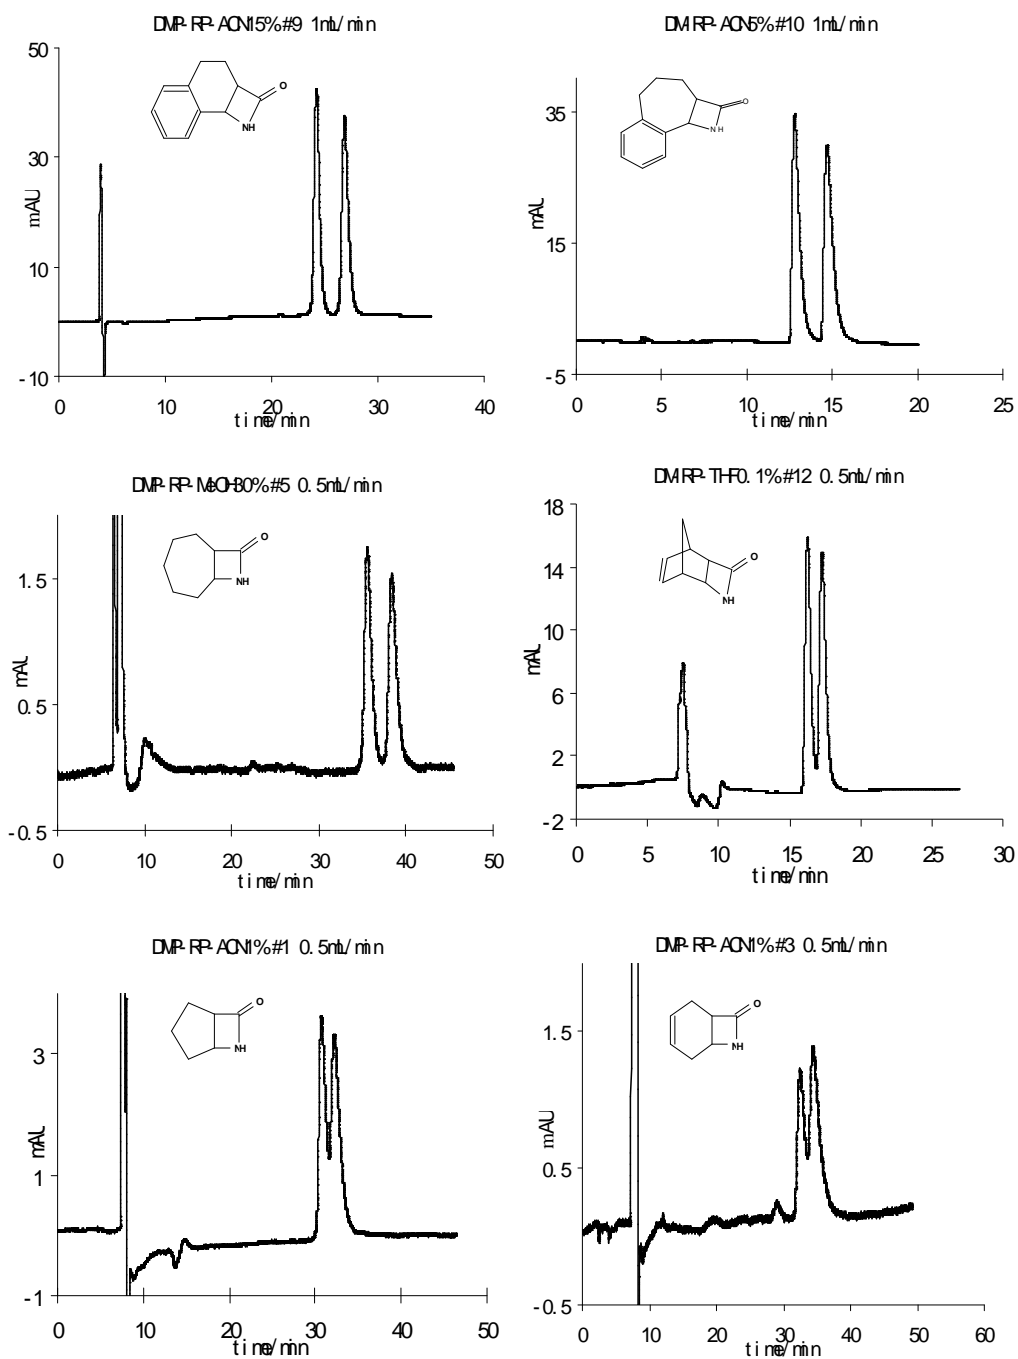 DMP-RP-ACN15%#9 1mL/min
50
30
10
-10
mAU
0
10
20
30
40
time/min
O
NH
DMRP-ACN5%#10 1mL/min
35
15
-5
mAU
0
5
10
15
20
25
time/min
O
NH
DMP-RP-MeOH30%#5 0.5mL/min
1.5
0.5
-0.5
mAU
0
10
20
30
40
50
time/min
O
NH
DMRP-THF0.1%#12 0.5mL/min
18
14
10
6
2
-2
mAU
0
5
10
15
20
25
30
time/min
O
NH
DMP-RP-ACN1%#1 0.5mL/min
3
1
-1
mAU
0
10
20
30
40
50
time/min
O
NH
DMP-RP-ACN1%#3 0.5mL/min
1.5
0.5
-0.5
mAU
0
10
20
30
40
50
60
time/min
O
NH